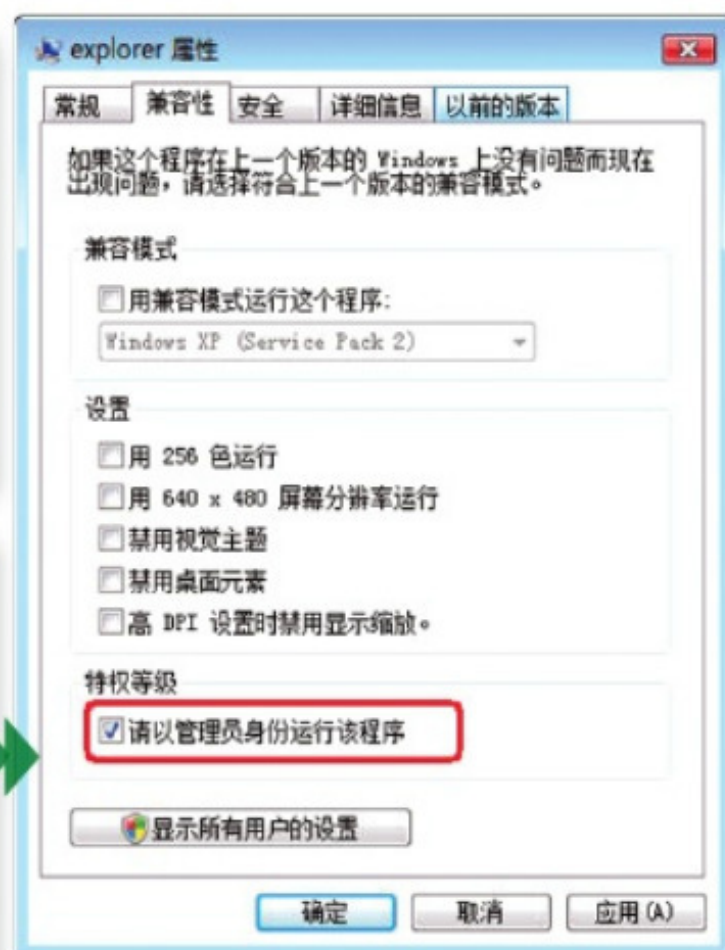 explorer 属性
常规 兼容性 安全 详细信息 以前的版本
如果这个程序在上一个版本的 Windows 上没有问题而现在
出现问题，请选择符合上一个版本的兼容模式。
兼容模式
用兼容模式运行这个程序:
Windows XP (Service Pack 2)
设置
用 256 色运行
用 640 x 480 屏幕分辨率运行
禁用视觉主题
禁用桌面元素
高 DPI 设置时禁用显示缩放。
特权等级
请以管理员身份运行该程序
显示所有用户的设置
确定 取消 应用(A)